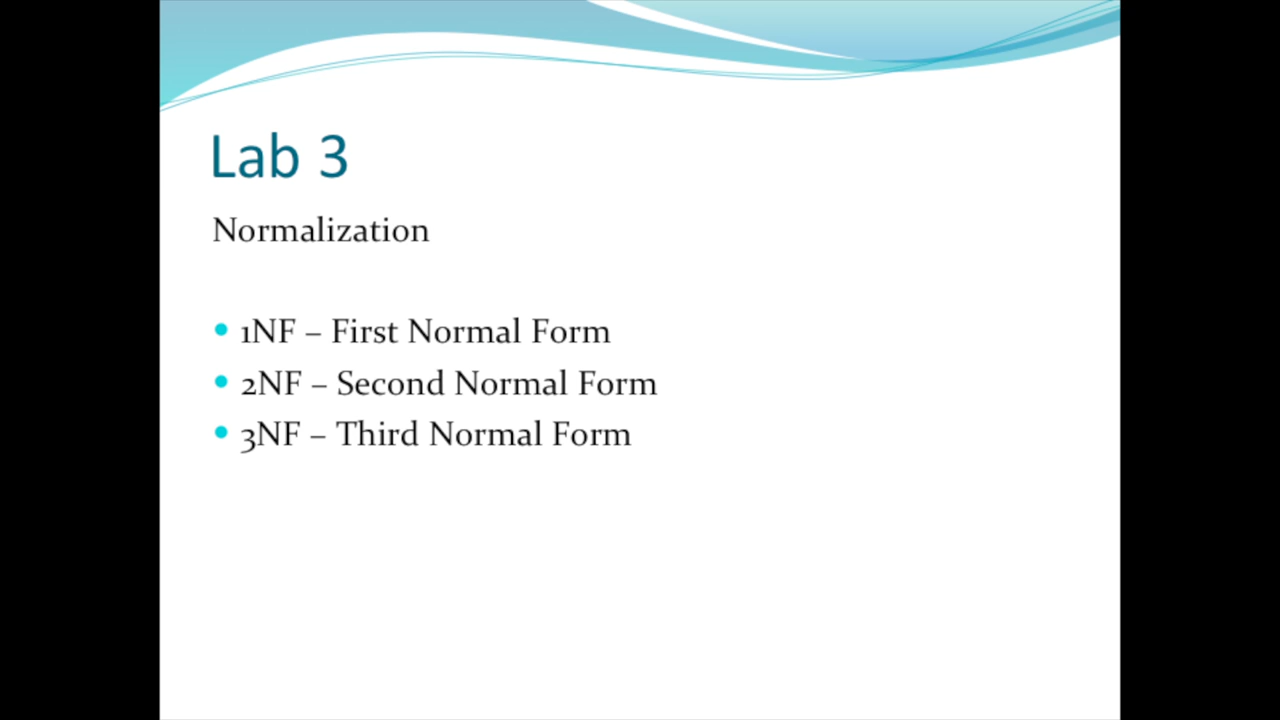 Lab 3
Normalization
• 1NF – First Normal Form
• 2NF – Second Normal Form
• 3NF – Third Normal Form